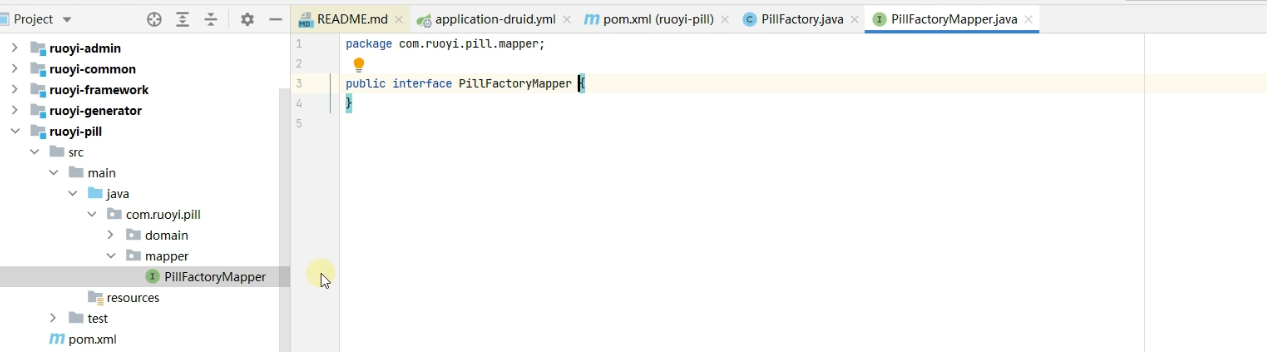 Project
README.md
application-druid.yml
pom.xml (ruoyi-pill)
PillFactory.java
PillFactoryMapper.java
ruoyi-admin
ruoyi-common
ruoyi-framework
ruoyi-generator
ruoyi-pill
src
main
java
com.ruoyi.pill
domain
mapper
PillFactoryMapper
resources
test
pom.xml
1 package com.ruoyi.pill.mapper;
2
3 public interface PillFactoryMapper {
4 }
5